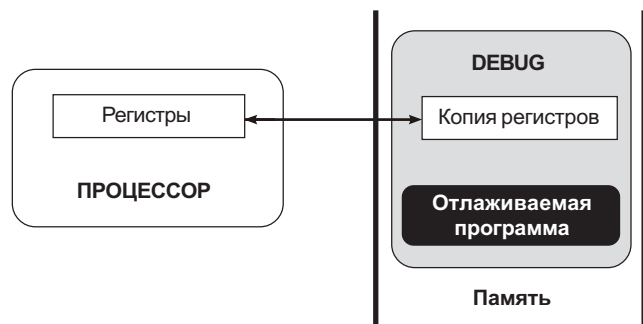 Регистры
ПРОЦЕССОР
DEBUG
Копия регистров
Отлаживаемая
программа
Память